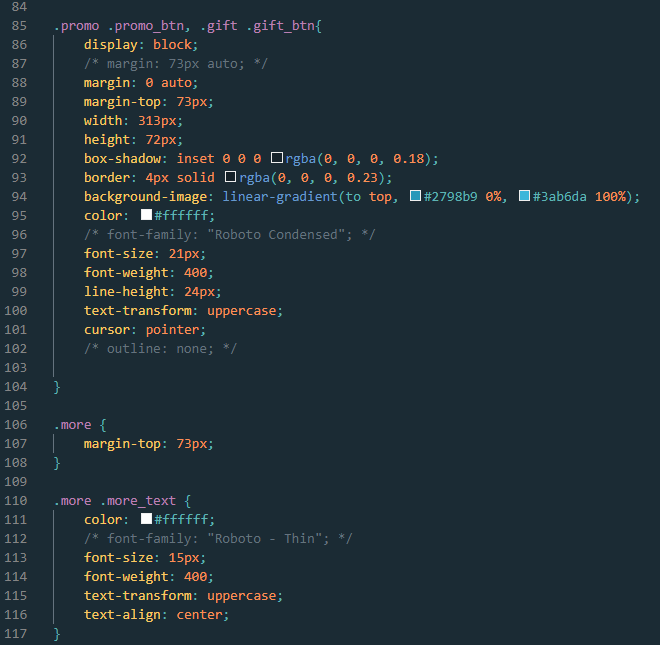 84
85 .promo .promo_btn, .gift .gift_btn{
86 display: block;
87 /* margin: 73px auto; */
88 margin: 0 auto;
89 margin-top: 73px;
90 width: 313px;
91 height: 72px;
92 box-shadow: inset 0 0 0 rgba(0, 0, 0, 0.18);
93 border: 4px solid rgba(0, 0, 0, 0.23);
94 background-image: linear-gradient(to top, #2798b9 0%, #3ab6da 100%);
95 color: #ffffff;
96 /* font-family: "Roboto Condensed"; */
97 font-size: 21px;
98 font-weight: 400;
99 line-height: 24px;
100 text-transform: uppercase;
101 cursor: pointer;
102 /* outline: none; */
103
104 }
105
106 .more {
107 margin-top: 73px;
108 }
109
110 .more .more_text {
111 color: #ffffff;
112 /* font-family: "Roboto - Thin"; */
113 font-size: 15px;
114 font-weight: 400;
115 text-transform: uppercase;
116 text-align: center;
117 }